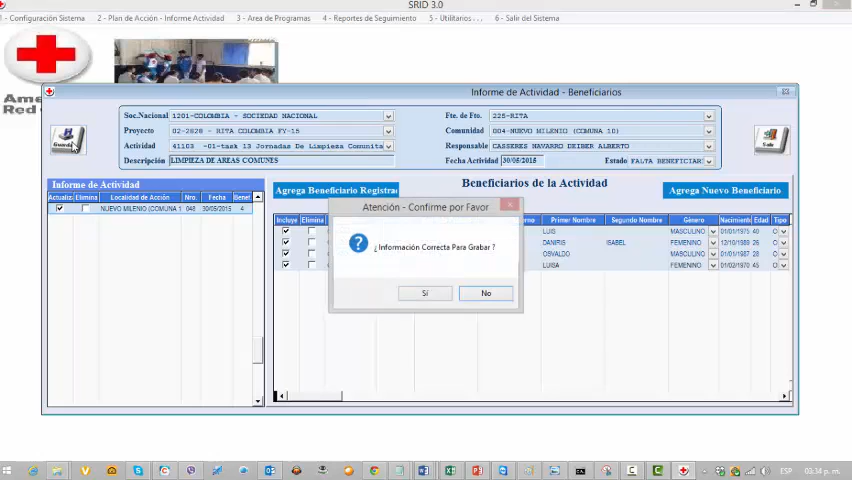 SRID 3.0
1 - Configuración Sistema 2 - Plan de Acción - Informe Actividad 3 - Area de Programas 4 - Reportes de Seguimiento 5 - Utilitarios . . 6 - Salir del Sistema
Ame
Red
Informe de Actividad - Beneficiarios
Guardar
Soc.Nacional 1201-COLOMBIA - SOCIEDAD NACIONAL Fte. de Fto. 225-RITA
Proyecto 02-2828 - RITA COLOMBIA FY-15 Comunidad 004-NUEVO MILENIO (COMUNA 10)
Actividad 41103 -01-task 13 Jornadas De Limpieza Comunita Responsable CASSERES NAVARRO DEIBER ALBERTO
Descripción LIMPIEZA DE AREAS COMUNES Fecha Actividad 30/05/2015 Estado FALTA BENEFICIAR
Sale
Informe de Actividad
Actualiz Elimina Localidad de Acción Nro. Fecha Benef.
NUEVO MILENIO (COMUNA 1 048 30/05/2015 4
Agrega Beneficiario Registrad Beneficiarios de la Actividad Agrega Nuevo Beneficiario
Incluye Elimina Primer Nombre Segundo Nombre Género Nacimiento Edad Tipo
LUIS MASCULINO 01/01/1975 40
DANIRIS ISABEL FEMENINO 12/10/1988 26
OSVALDO MASCULINO 01/01/1987 28
LUISA FEMENINO 01/02/1970 45
Atención - Confirme por Favor
¿ Información Correcta Para Grabar ?
Sí No
ESP 03:34 p. m.